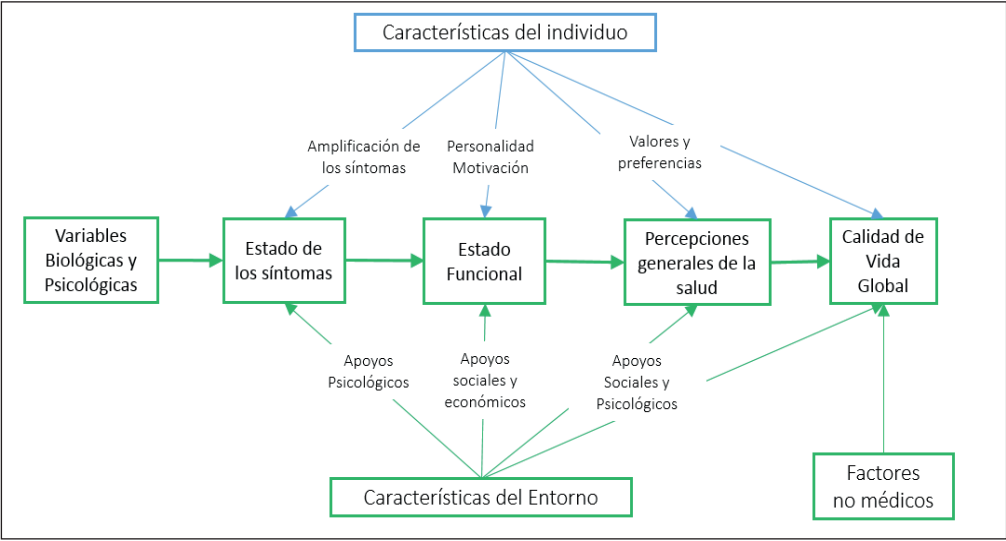 Características del individuo
Amplificación de
los síntomas
Personalidad
Motivación
Valores y
preferencias
Variables
Biológicas y
Psicológicas
Estado de
los síntomas
Estado
Funcional
Percepciones
generales de la
salud
Calidad de
Vida
Global
Apoyos
Psicológicos
Apoyos
sociales y
económicos
Apoyos
Sociales y
Psicológicos
Características del Entorno
Factores
no médicos